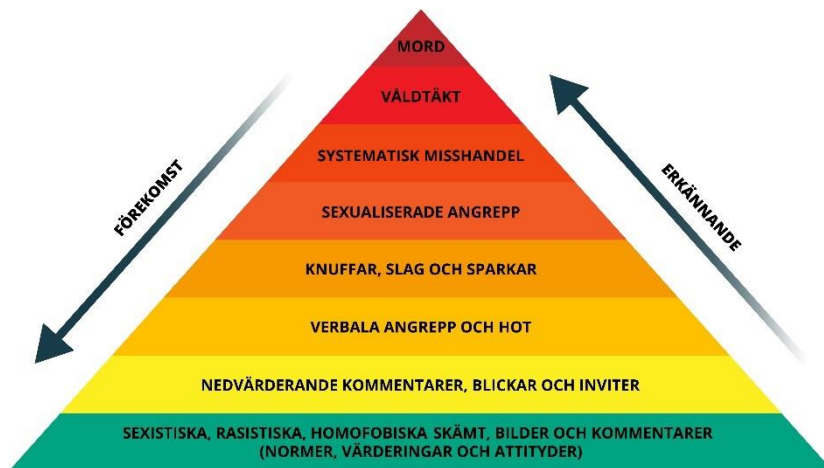 MORD
VÅLDTÄKT
SYSTEMATISK MISSHANDEL
SEXUALISERADE ANGREPP
KNUFFAR, SLAG OCH SPARKAR
VERBALA ANGREPP OCH HOT
NEDVÄRDERANDE KOMMENTARER, BLICKAR OCH INVITER
SEXISTISKA, RASISTISKA, HOMOFOBISKA SKÄMT, BILDER OCH KOMMENTARER
(NORMER, VÄRDERINGAR OCH ATTITYDER)
FÖREKOMST
ERKÄNNANDE